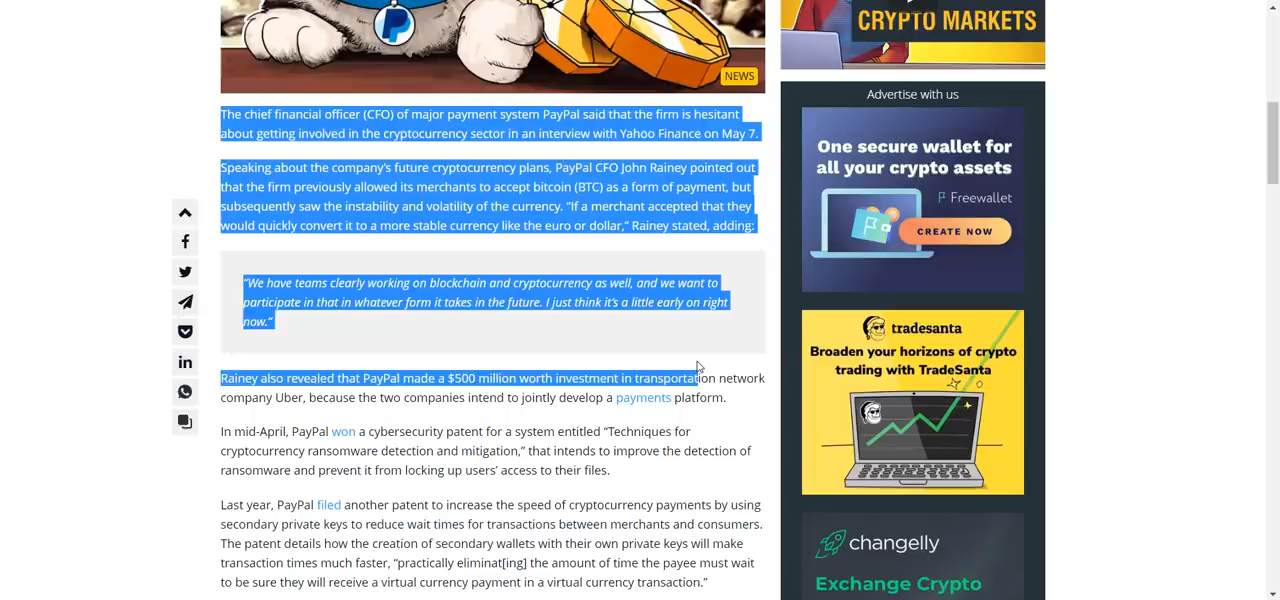 CRYPTO MARKETS
NEWS
The chief financial officer (CFO) of major payment system PayPal said that the firm is hesitant
about getting involved in the cryptocurrency sector in an interview with Yahoo Finance on May 7.
Speaking about the company’s future cryptocurrency plans, PayPal CFO John Rainey pointed out
that the firm previously allowed its merchants to accept bitcoin (BTC) as a form of payment, but
subsequently saw the instability and volatility of the currency. “If a merchant accepted that they
would quickly convert it to a more stable currency like the euro or dollar,” Rainey stated, adding:
“We have teams clearly working on blockchain and cryptocurrency as well, and we want to
participate in that in whatever form it takes in the future. I just think it’s a little early on right
now.”
Rainey also revealed that PayPal made a $500 million worth investment in transportation network
company Uber, because the two companies intend to jointly develop a payments platform.
In mid-April, PayPal won a cybersecurity patent for a system entitled “Techniques for
cryptocurrency ransomware detection and mitigation,” that intends to improve the detection of
ransomware and prevent it from locking up users’ access to their files.
Last year, PayPal filed another patent to increase the speed of cryptocurrency payments by using
secondary private keys to reduce wait times for transactions between merchants and consumers.
The patent details how the creation of secondary wallets with their own private keys will make
transaction times much faster, “practically eliminat[ing] the amount of time the payee must wait
to be sure they will receive a virtual currency payment in a virtual currency transaction.”
Advertise with us
One secure wallet for
all your crypto assets
Freewallet
CREATE NOW
tradesanta
Broaden your horizons of crypto
trading with TradeSanta
changelly
Exchange Crypto